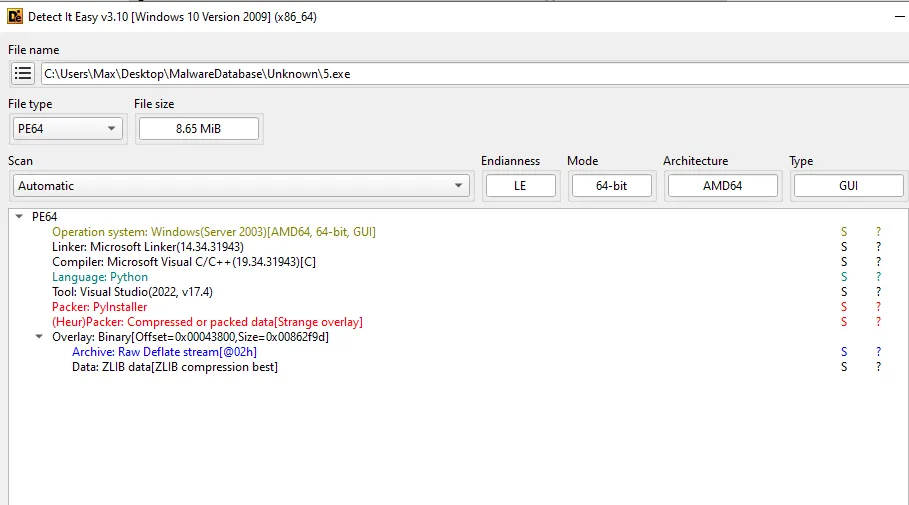 Detect It Easy v3.10 [Windows 10 Version 2009] (x86_64)
File name
C:\Users\Max\Desktop\MalwareDatabase\Unknown\5.exe
File type File size
PE64 8.65 MiB
Scan Endianness Mode Architecture Type
Automatic LE 64-bit AMD64 GUI
PE64
Operation system: Windows(Server 2003)[AMD64, 64-bit, GUI] S ?
Linker: Microsoft Linker(14.34.31943) S ?
Compiler: Microsoft Visual C/C++(19.34.31943)[C] S ?
Language: Python S ?
Tool: Visual Studio(2022, v17.4) S ?
Packer: PyInstaller S ?
(Heur)Packer: Compressed or packed data[Strange overlay] S ?
Overlay: Binary[Offset=0x00043800,Size=0x00862f9d]
Archive: Raw Deflate stream[@02h] S ?
Data: ZLIB data[ZLIB compression best] S ?